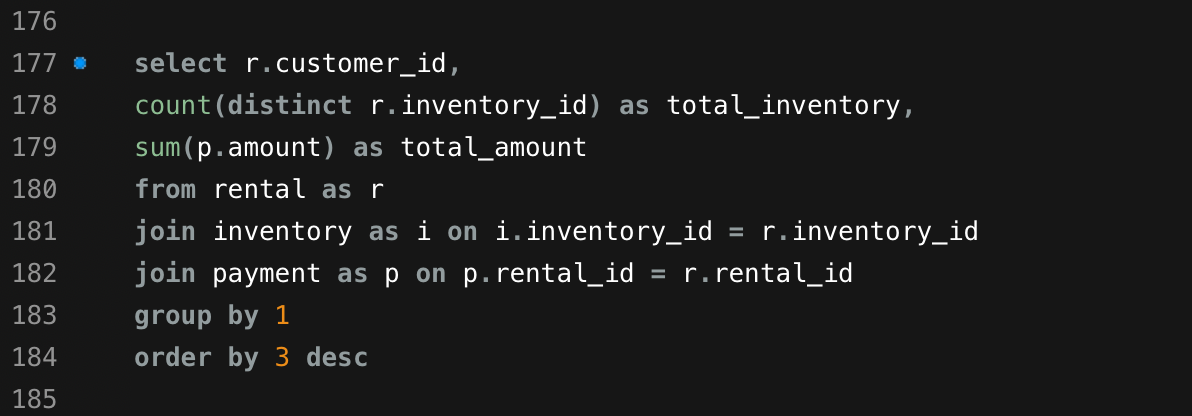 176
177 select r.customer_id,
178 count(distinct r.inventory_id) as total_inventory,
179 sum(p.amount) as total_amount
180 from rental as r
181 join inventory as i on i.inventory_id = r.inventory_id
182 join payment as p on p.rental_id = r.rental_id
183 group by 1
184 order by 3 desc
185